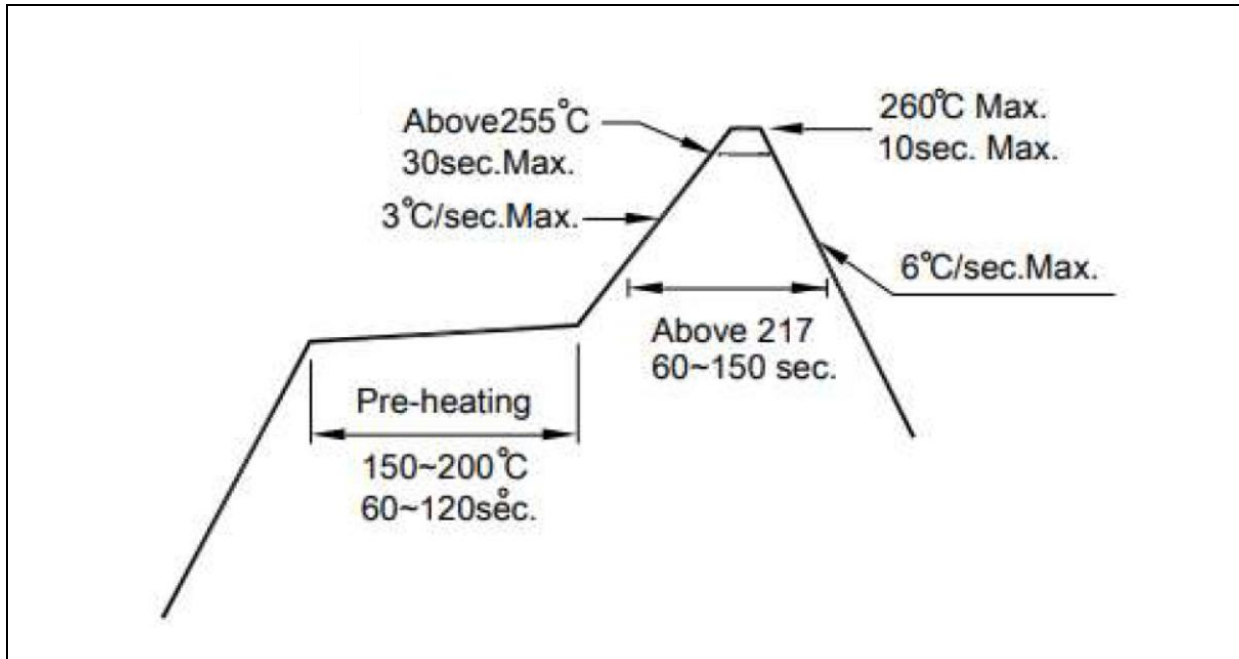 Above255°C
30sec.Max.
3°C/sec.Max.
260°C Max.
10sec. Max.
6°C/sec.Max.
Above 217
60~150 sec.
Pre-heating
150~200°C
60~120sec.